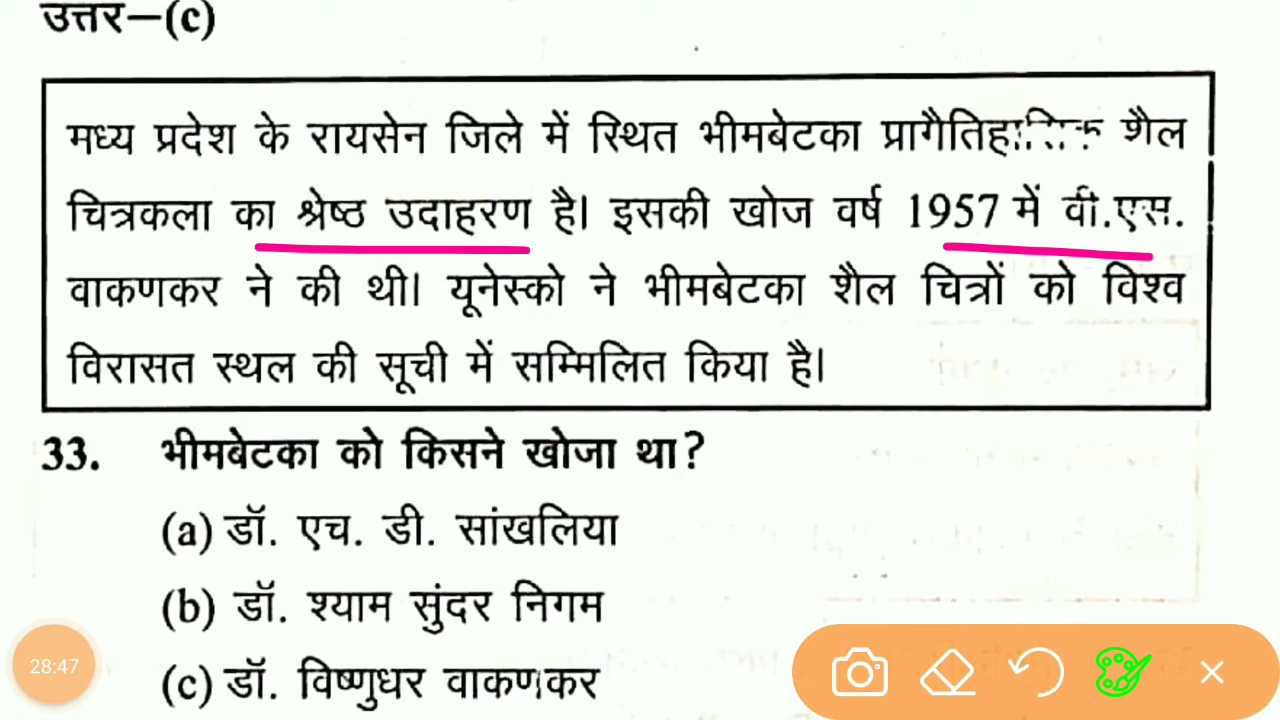 उत्तर–(c)
मध्य प्रदेश के रायसेन जिले में स्थित भीमबेटका प्रागैतिहासिक शैल
चित्रकला का श्रेष्ठ उदाहरण है। इसकी खोज वर्ष 1957 में वी.एस.
वाकणकर ने की थी। यूनेस्को ने भीमबेटका शैल चित्रों को विश्व
विरासत स्थल की सूची में सम्मिलित किया है।
33. भीमबेटका को किसने खोजा था?
(a) डॉ. एच. डी. सांखलिया
(b) डॉ. श्याम सुंदर निगम
(c) डॉ. विष्णुधर वाकणकर
28:47